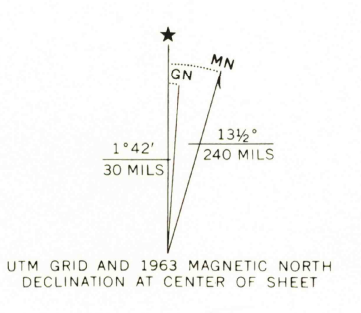 ★
MN
GN
1°42'
30 MILS
13½°
240 MILS
UTM GRID AND 1963 MAGNETIC NORTH
DECLINATION AT CENTER OF SHEET